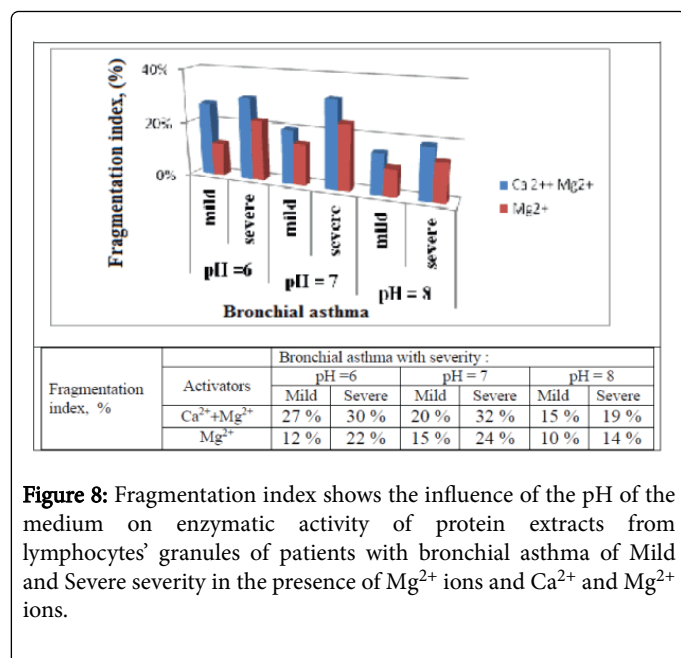 40%
20%
0%
Fragmentation index, (%)
mild
severe
mild
severe
mild
severe
pH =6
pH = 7
pH = 8
Bronchial asthma
Ca 2++ Mg2+
Mg2+
Fragmentation index, %
Activators
Bronchial asthma with severity :
pH =6 pH = 7 pH = 8
Mild Severe Mild Severe Mild Severe
Ca²⁺+Mg²⁺ 27 % 30 % 20 % 32 % 15 % 19 %
Mg²⁺ 12 % 22 % 15 % 24 % 10 % 14 %
Figure 8: Fragmentation index shows the influence of the pH of the
medium on enzymatic activity of protein extracts from
lymphocytes’ granules of patients with bronchial asthma of Mild
and Severe severity in the presence of Mg²⁺ ions and Ca²⁺ and Mg²⁺
ions.